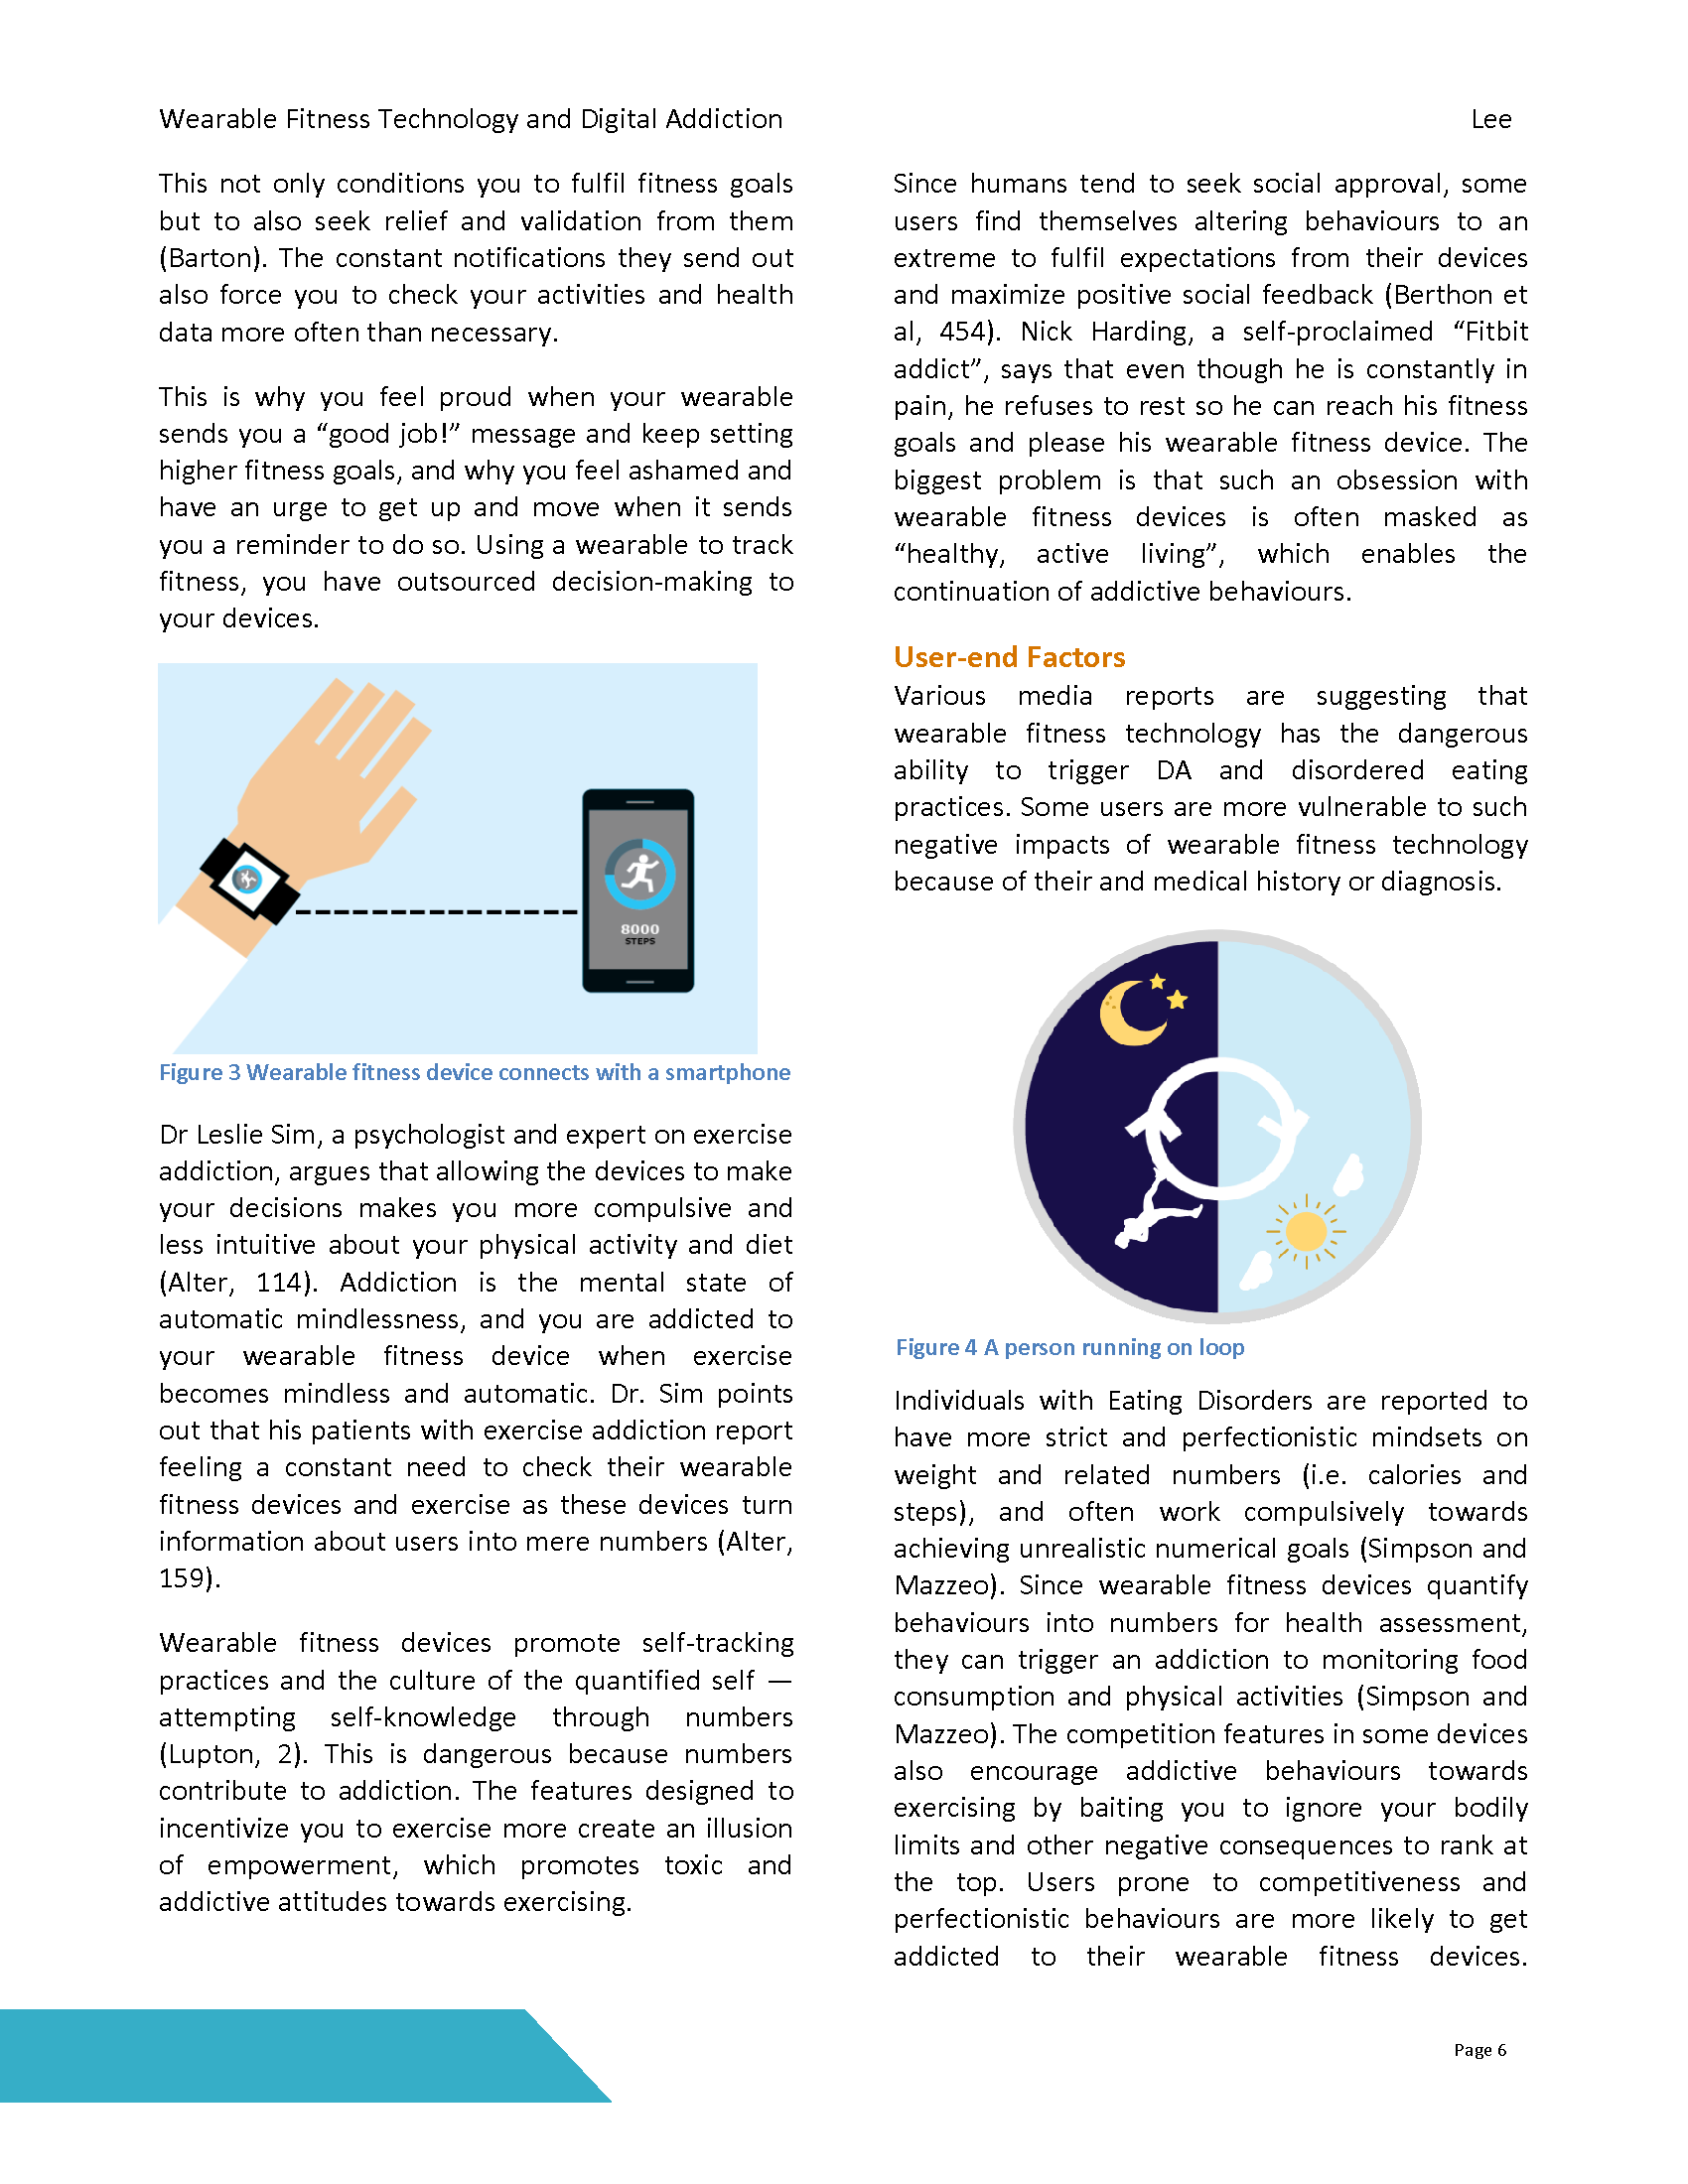 Wearable Fitness Technology and Digital Addiction
Lee
This not only conditions you to fulfil fitness goals
but to also seek relief and validation from them
(Barton). The constant notifications they send out
also force you to check your activities and health
data more often than necessary.
This is why you feel proud when your wearable
sends you a “good job!” message and keep setting
higher fitness goals, and why you feel ashamed and
have an urge to get up and move when it sends
you a reminder to do so. Using a wearable to track
fitness, you have outsourced decision-making to
your devices.
8000
STEPS
Figure 3 Wearable fitness device connects with a smartphone
Dr Leslie Sim, a psychologist and expert on exercise
addiction, argues that allowing the devices to make
your decisions makes you more compulsive and
less intuitive about your physical activity and diet
(Alter, 114). Addiction is the mental state of
automatic mindlessness, and you are addicted to
your wearable fitness device when exercise
becomes mindless and automatic. Dr. Sim points
out that his patients with exercise addiction report
feeling a constant need to check their wearable
fitness devices and exercise as these devices turn
information about users into mere numbers (Alter,
159).
Wearable fitness devices promote self-tracking
practices and the culture of the quantified self —
attempting self-knowledge through numbers
(Lupton, 2). This is dangerous because numbers
contribute to addiction. The features designed to
incentivize you to exercise more create an illusion
of empowerment, which promotes toxic and
addictive attitudes towards exercising.
Since humans tend to seek social approval, some
users find themselves altering behaviours to an
extreme to fulfil expectations from their devices
and maximize positive social feedback (Berthon et
al, 454). Nick Harding, a self-proclaimed “Fitbit
addict”, says that even though he is constantly in
pain, he refuses to rest so he can reach his fitness
goals and please his wearable fitness device. The
biggest problem is that such an obsession with
wearable fitness devices is often masked as
“healthy, active living”, which enables the
continuation of addictive behaviours.
User-end Factors
Various media reports are suggesting that
wearable fitness technology has the dangerous
ability to trigger DA and disordered eating
practices. Some users are more vulnerable to such
negative impacts of wearable fitness technology
because of their and medical history or diagnosis.
Figure 4 A person running on loop
Individuals with Eating Disorders are reported to
have more strict and perfectionistic mindsets on
weight and related numbers (i.e. calories and
steps), and often work compulsively towards
achieving unrealistic numerical goals (Simpson and
Mazzeo). Since wearable fitness devices quantify
behaviours into numbers for health assessment,
they can trigger an addiction to monitoring food
consumption and physical activities (Simpson and
Mazzeo). The competition features in some devices
also encourage addictive behaviours towards
exercising by baiting you to ignore your bodily
limits and other negative consequences to rank at
the top. Users prone to competitiveness and
perfectionistic behaviours are more likely to get
addicted to their wearable fitness devices.
Page 6